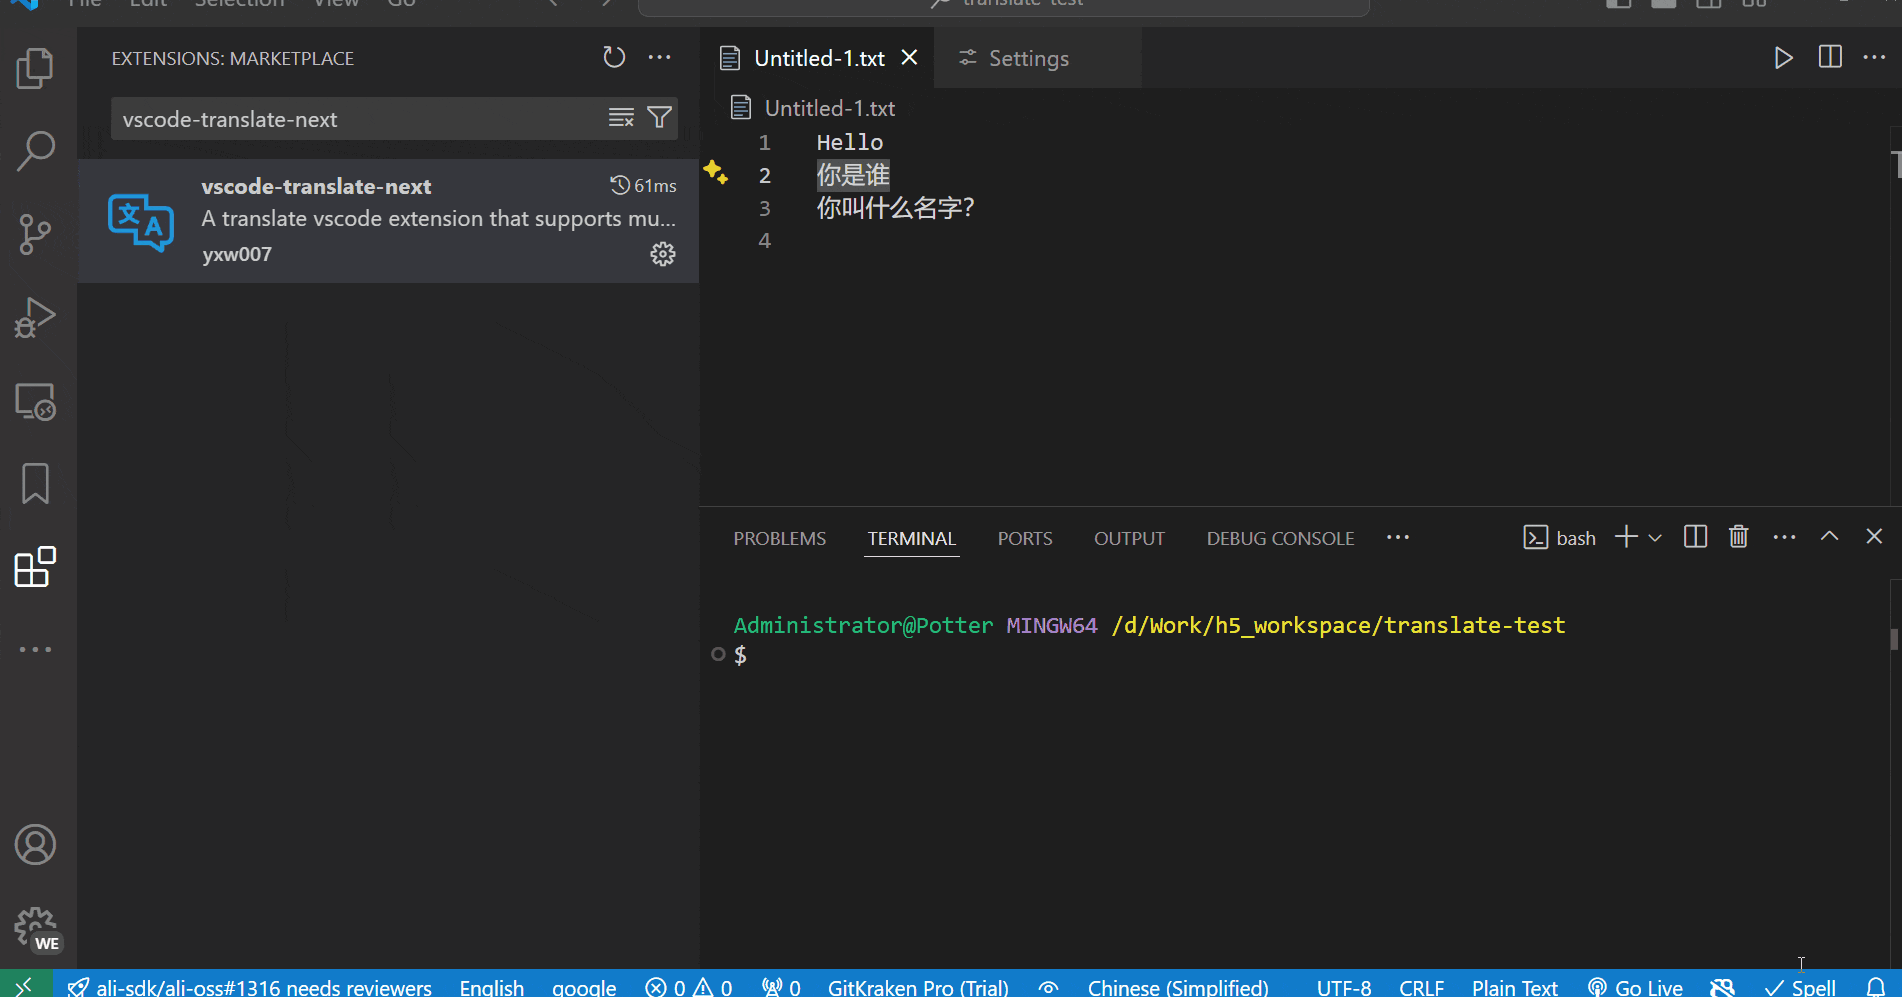 File Edit Selection View Go
translate-test
EXTENSIONS: MARKETPLACE
vscode-translate-next
vscode-translate-next
61ms
A translate vscode extension that supports mu...
yxw007
Untitled-1.txt
Settings
Untitled-1.txt
1 Hello
2 你是谁
3 你叫什么名字?
4
PROBLEMS TERMINAL PORTS OUTPUT DEBUG CONSOLE
bash
Administrator@Potter MINGW64 /d/Work/h5_workspace/translate-test
$
WE
ali-sdk/ali-oss#1316 needs reviewers English google 0 0 0 GitKraken Pro (Trial) Chinese (Simplified) UTF-8 CRLF Plain Text Go Live Spell